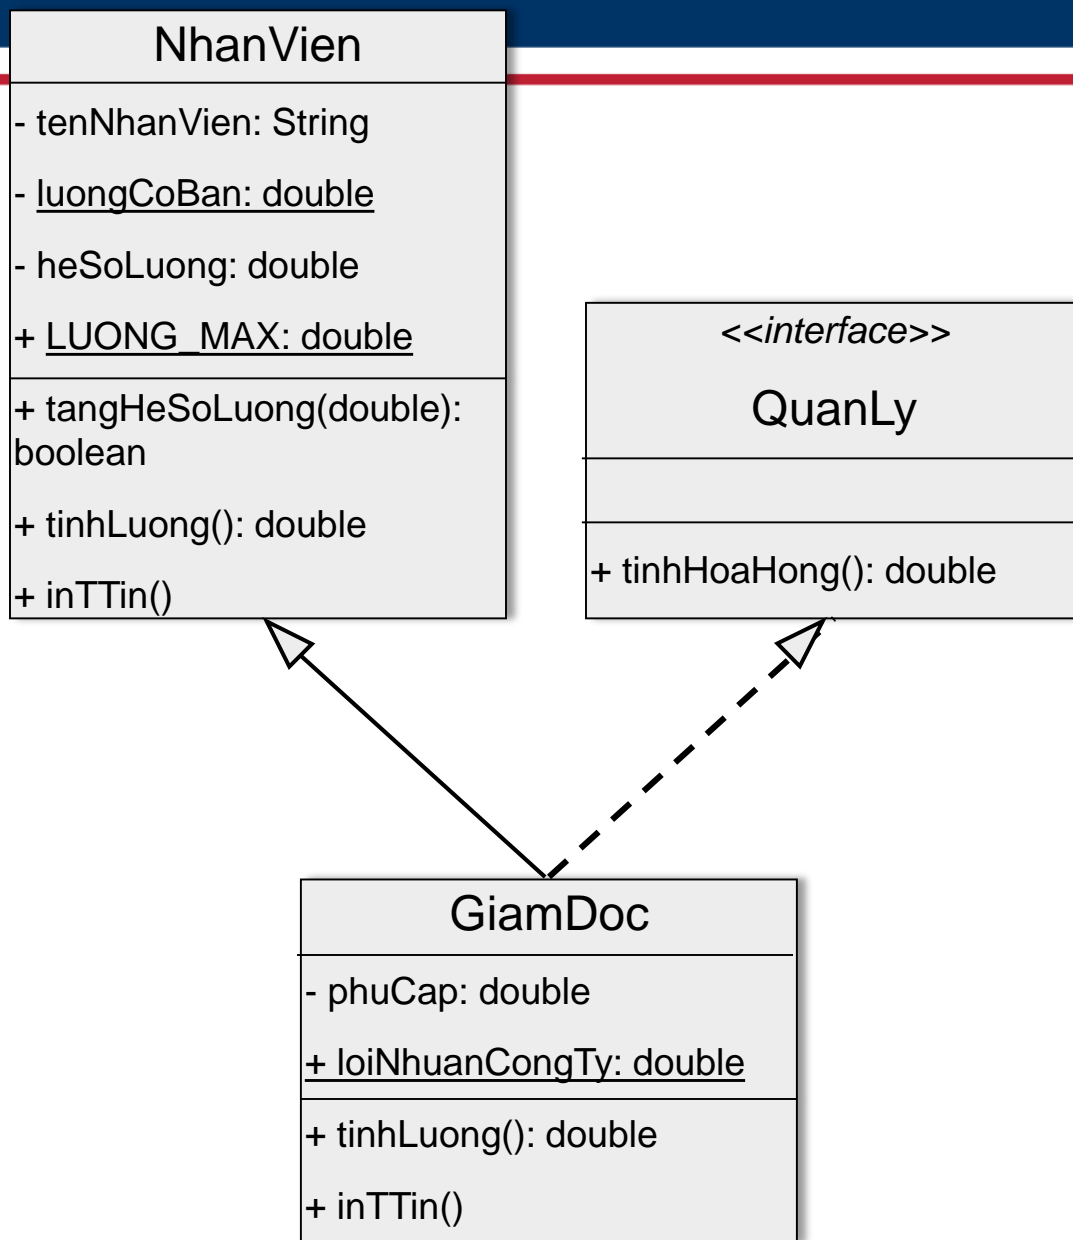 NhanVien
- tenNhanVien: String
- luongCoBan: double
- heSoLuong: double
+ LUONG_MAX: double
+ tangHeSoLuong(double):
boolean
+ tinhLuong(): double
+ inTTin()
<<interface>>
QuanLy
+ tinhHoaHong(): double
GiamDoc
- phuCap: double
+ loiNhuanCongTy: double
+ tinhLuong(): double
+ inTTin()